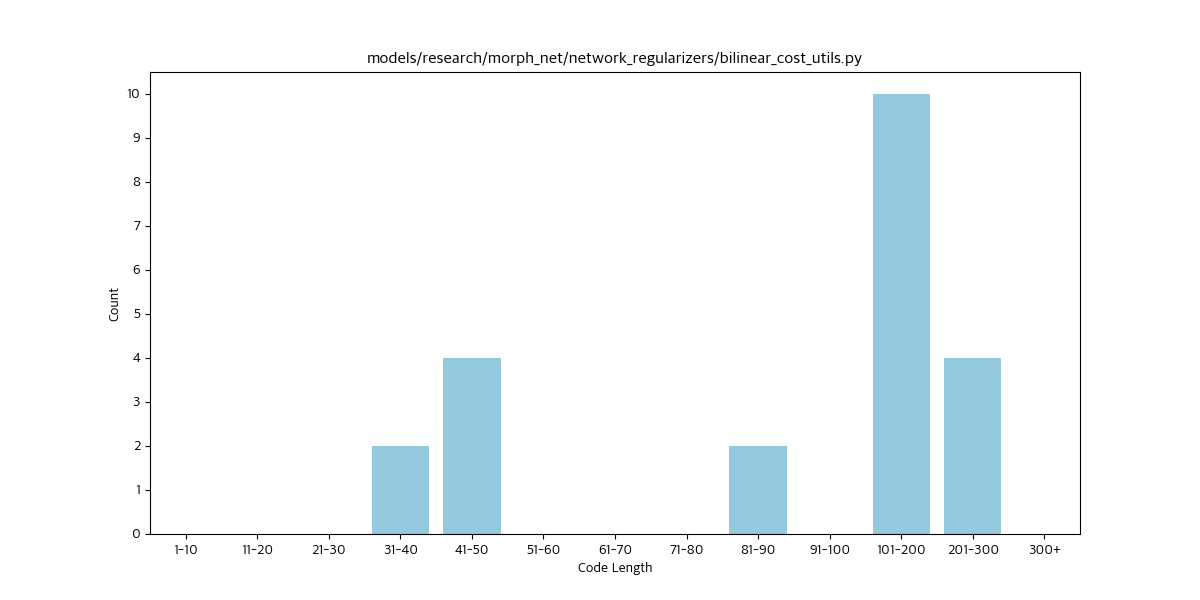 models/research/morph_net/network_regularizers/bilinear_cost_utils.py
10
9
8
7
6
5
4
3
2
1
0
Count
1-10 11-20 21-30 31-40 41-50 51-60 61-70 71-80 81-90 91-100 101-200 201-300 300+
Code Length